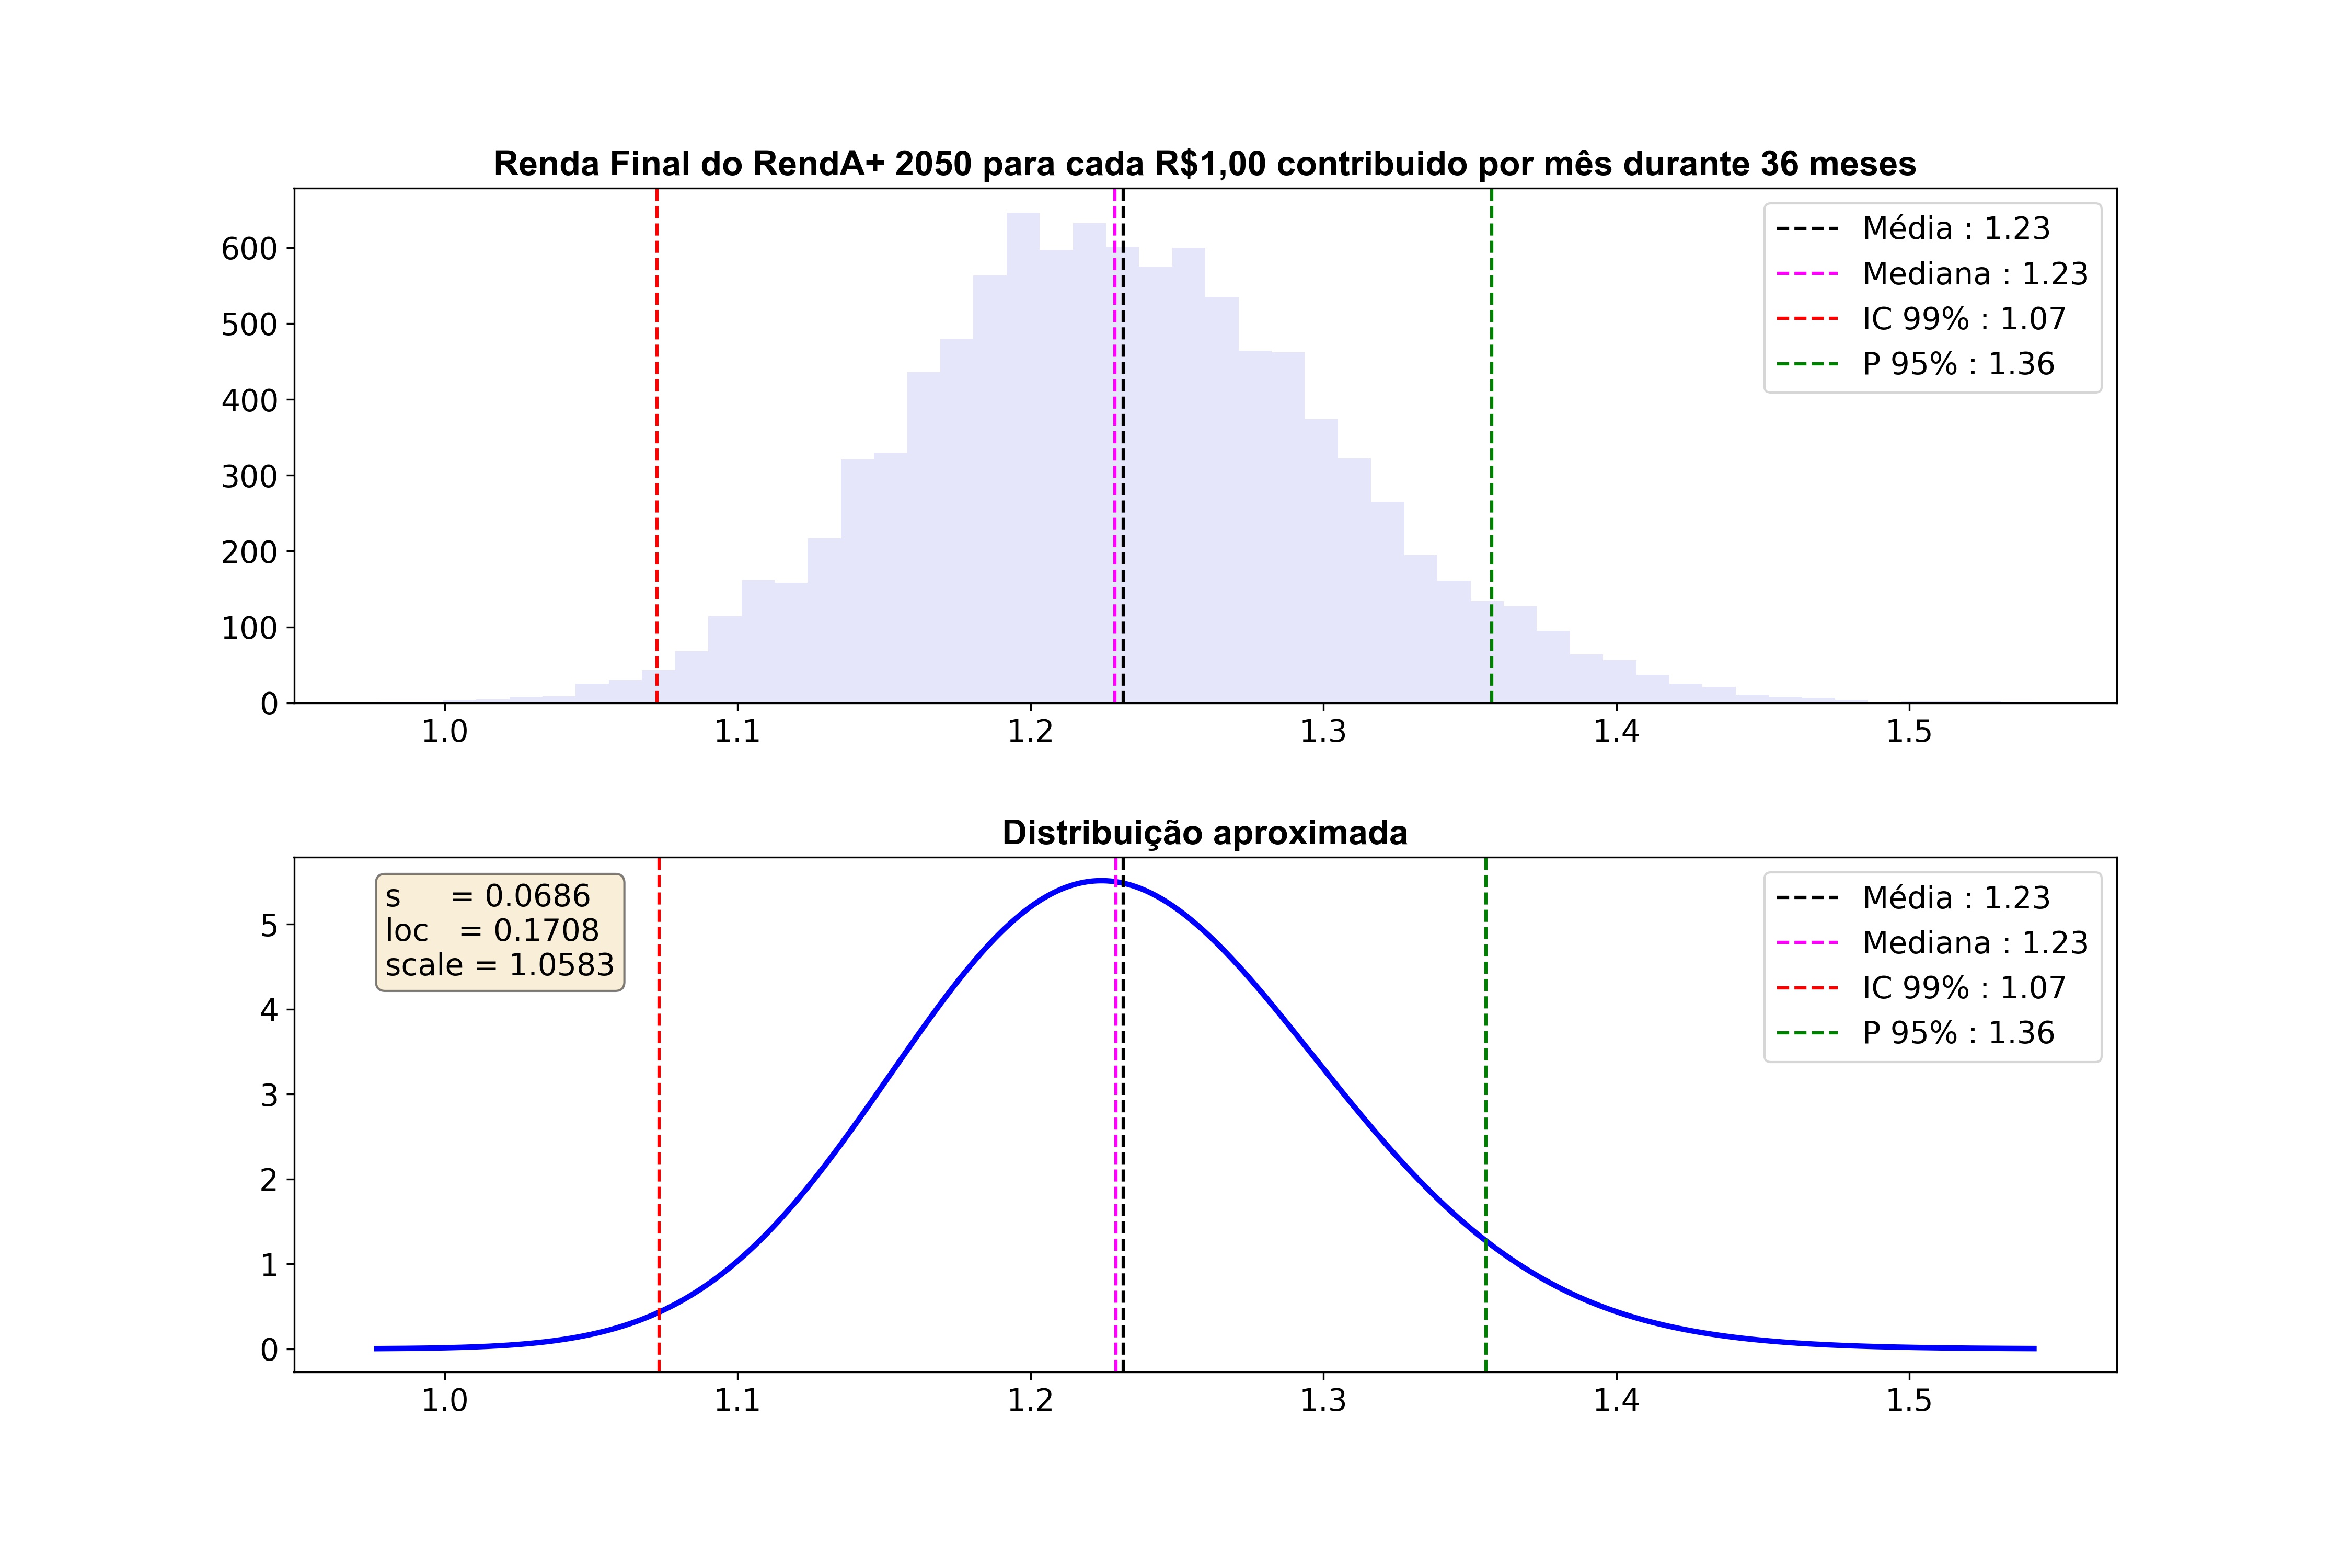 Renda Final do RendA+ 2050 para cada R$1,00 contribuido por mês durante 36 meses
600
500
400
300
200
100
0
1.0 1.1 1.2 1.3 1.4 1.5
Média : 1.23
Mediana : 1.23
IC 99% : 1.07
P 95% : 1.36
Distribuição aproximada
5
4
3
2
1
0
1.0 1.1 1.2 1.3 1.4 1.5
s = 0.0686
loc = 0.1708
scale = 1.0583
Média : 1.23
Mediana : 1.23
IC 99% : 1.07
P 95% : 1.36